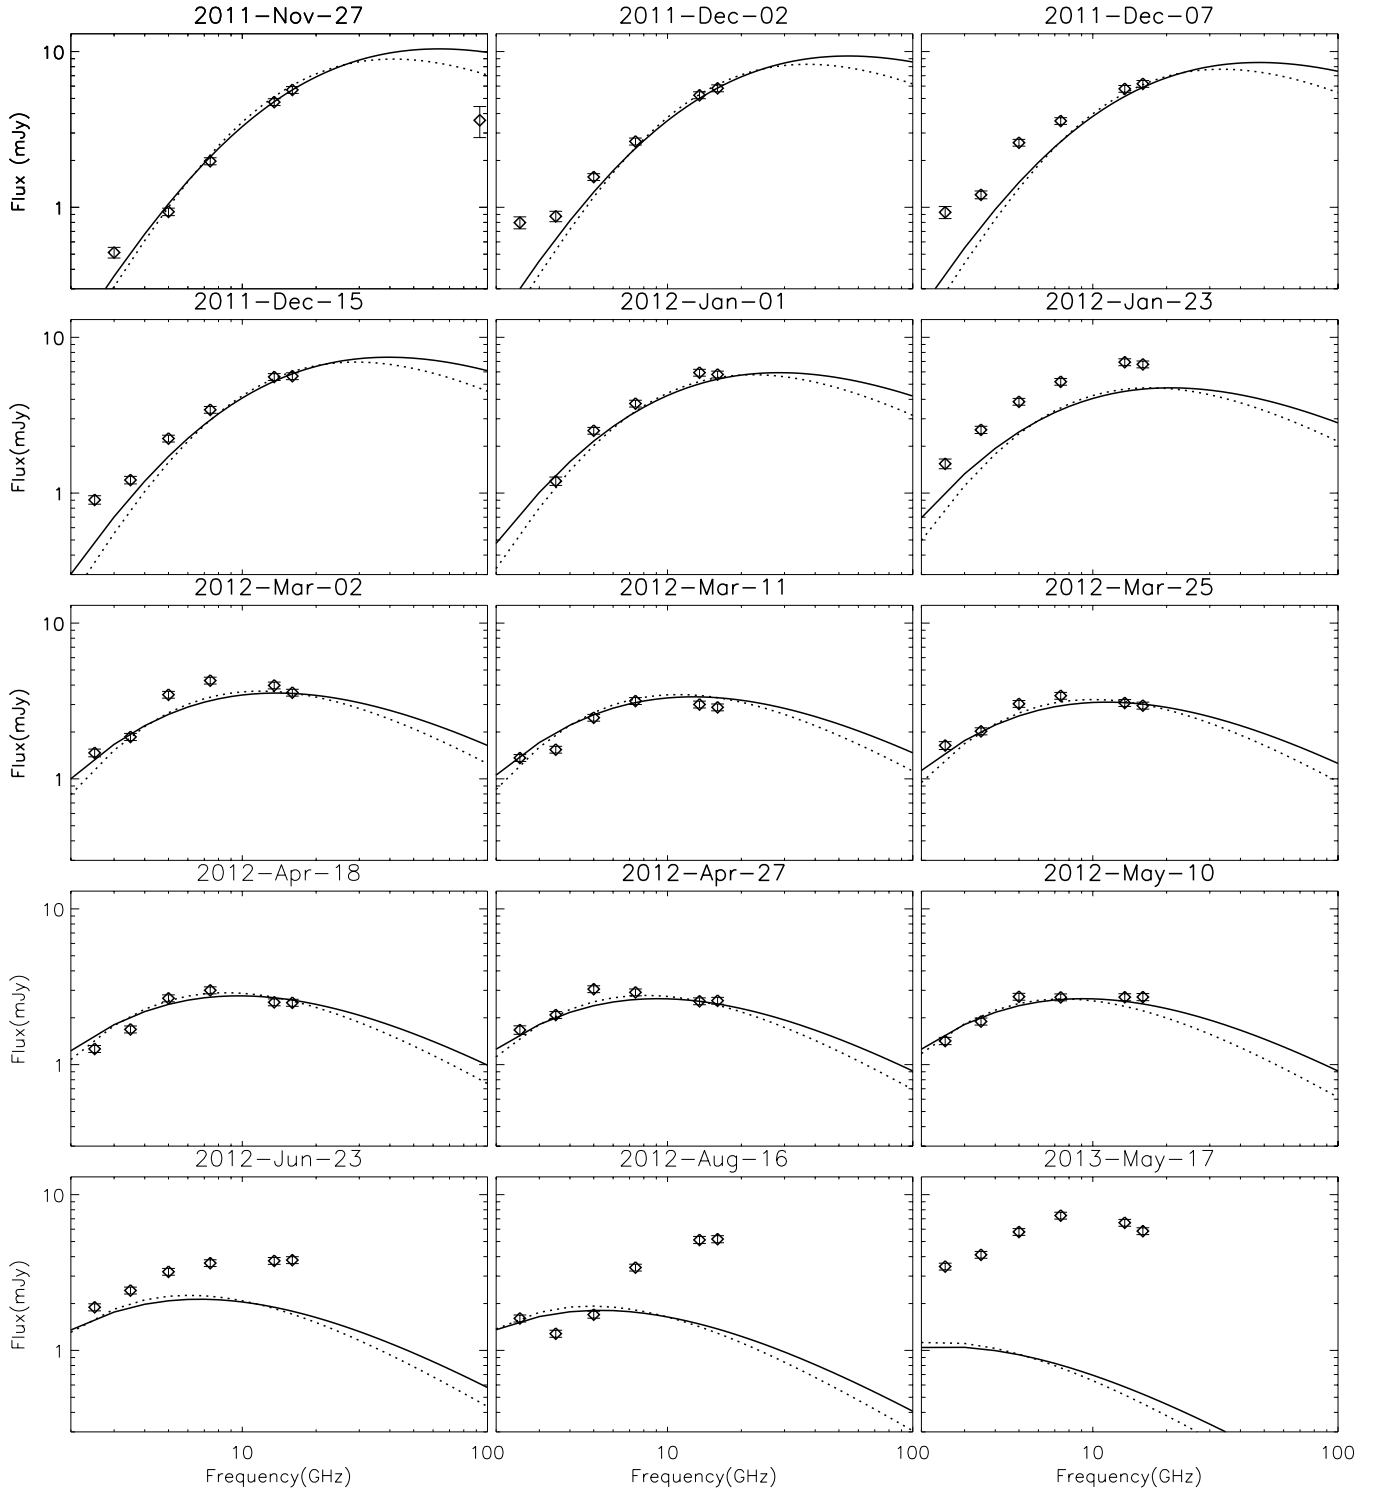 2011-Nov-27 2011-Dec-02 2011-Dec-07
10
Flux (mJy)
1
2011-Dec-15 2012-Jan-01 2012-Jan-23
10
Flux(mJy)
1
2012-Mar-02 2012-Mar-11 2012-Mar-25
10
Flux(mJy)
1
2012-Apr-18 2012-Apr-27 2012-May-10
10
Flux(mJy)
1
2012-Jun-23 2012-Aug-16 2013-May-17
10
Flux(mJy)
1
10 100 10 100 10 100
Frequency(GHz) Frequency(GHz) Frequency(GHz)